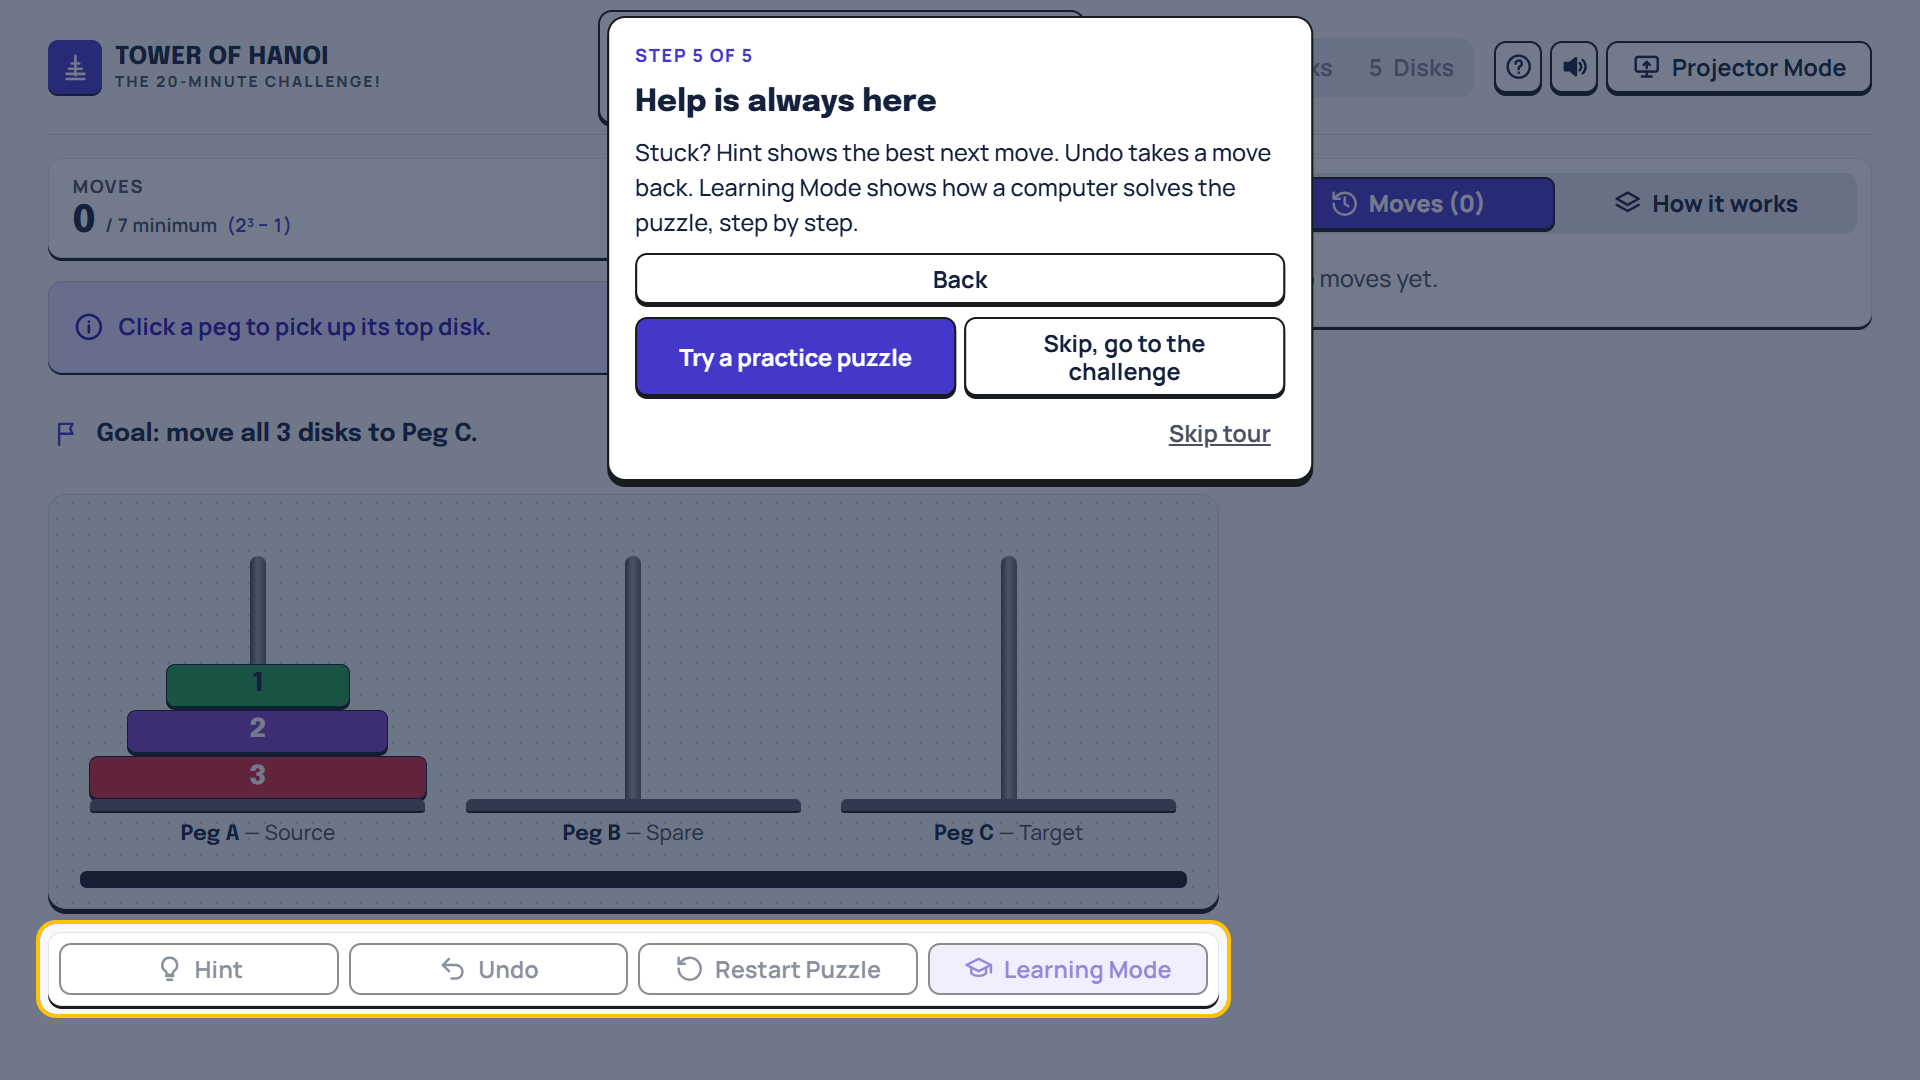 TOWER OF HANOI
THE 20-MINUTE CHALLENGE!
5 Disks
Projector Mode
STEP 5 OF 5
Help is always here
Stuck? Hint shows the best next move. Undo takes a move
back. Learning Mode shows how a computer solves the
puzzle, step by step.
Back
Try a practice puzzle
Skip, go to the
challenge
Skip tour
MOVES
0 / 7 minimum (2³ − 1)
Moves (0)
How it works
moves yet.
Click a peg to pick up its top disk.
Goal: move all 3 disks to Peg C.
1
2
3
Peg A — Source
Peg B — Spare
Peg C — Target
Hint
Undo
Restart Puzzle
Learning Mode